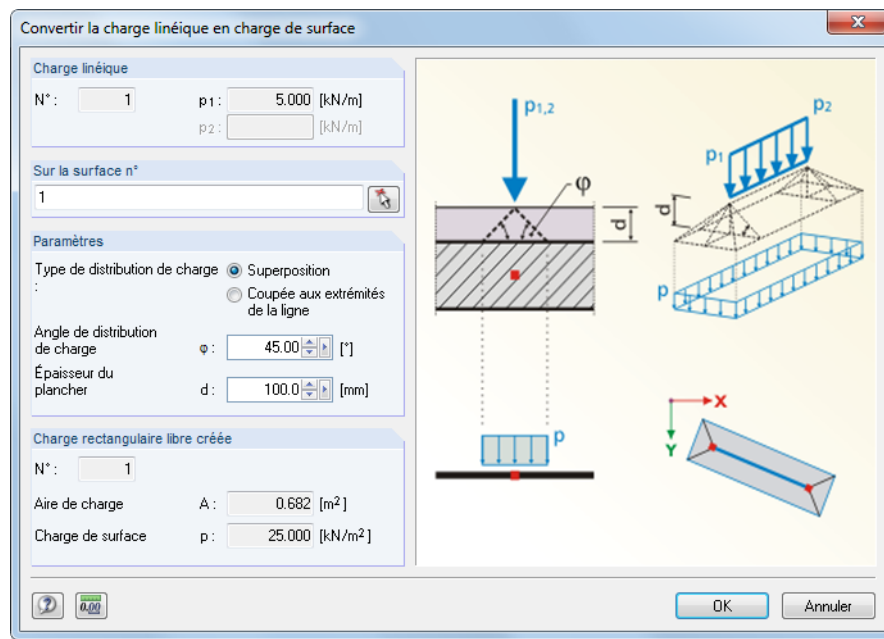 Convertir la charge linéique en charge de surface
Charge linéique
N°: 1 p1: 5.000 [kN/m]
p2: [kN/m]
Sur la surface n°
1
Paramètres
Type de distribution de charge
:
Superposition
Coupée aux extrémités
de la ligne
Angle de distribution
de charge φ: 45.00 [°]
Épaisseur du
plancher d: 100.0 [mm]
Charge rectangulaire libre créée
N°: 1
Aire de charge A: 0.682 [m²]
Charge de surface p: 25.000 [kN/m²]
p1,2
φ
d
p
p1
p2
d
p
X
Y
0.00
OK
Annuler